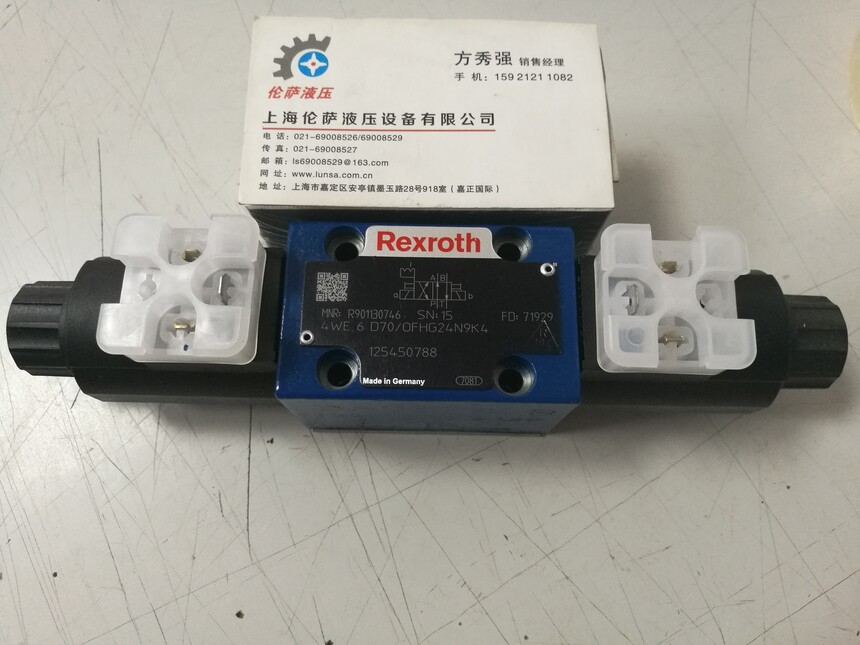 方秀强 销售经理
手 机：159 2121 1082
伦萨液压
上海伦萨液压设备有限公司
电 话：021-69008526/69008529
传 真：021-69008527
邮 箱：ls69008529@163.com
网 址：www.lunsa.com.cn
地 址：上海市嘉定区安亭镇墨玉路28号918室（嘉正国际）
Rexroth
A B
P T
MNR: R901130746 SN: 15 FD: 71929
4WE 6 D70/OFHG24N9K4
125450788
Made in Germany
7081